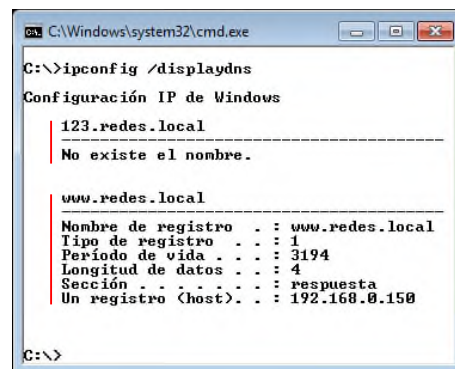 C:\Windows\system32\cmd.exe
C:\>ipconfig /displaydns
Configuración IP de Windows
123.redes.local
----------------------------------------
No existe el nombre.
www.redes.local
----------------------------------------
Nombre de registro . : www.redes.local
Tipo de registro . . : 1
Período de vida . . . : 3194
Longitud de datos . . : 4
Sección . . . . . . . : respuesta
Un registro (host). . : 192.168.0.150
C:\>